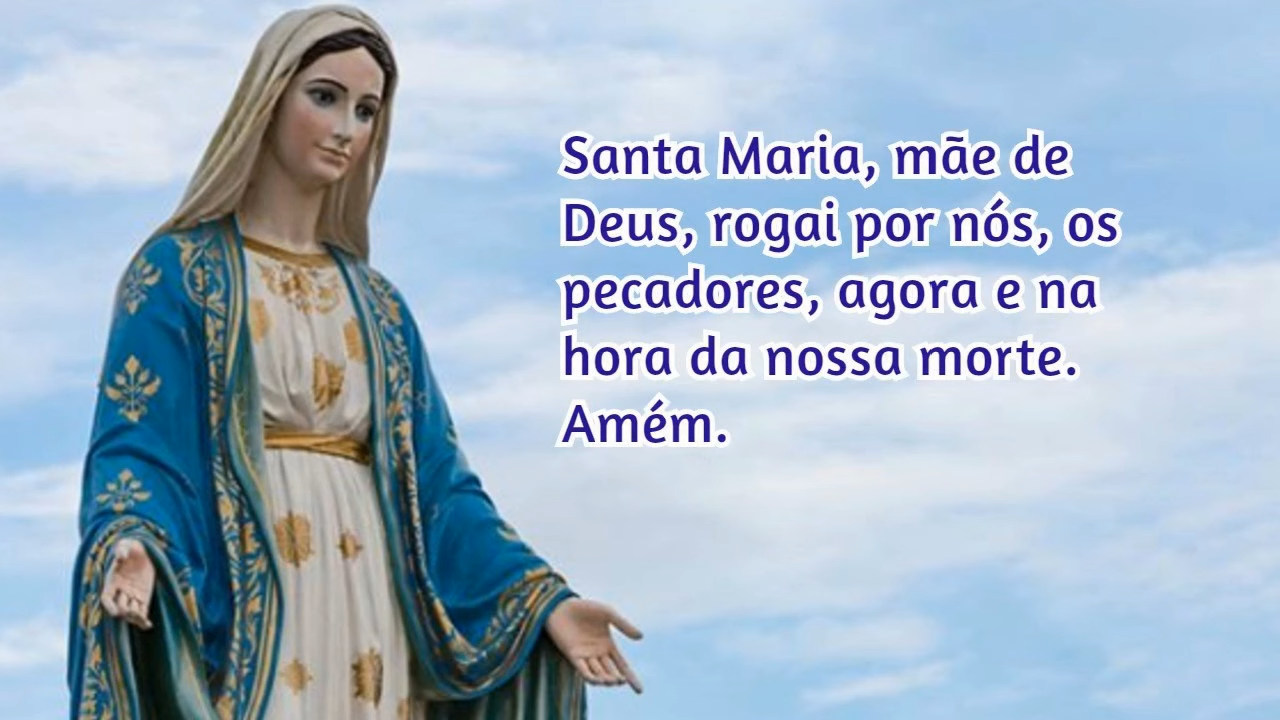 Santa Maria, mãe de
Deus, rogai por nós, os
pecadores, agora e na
hora da nossa morte.
Amém.